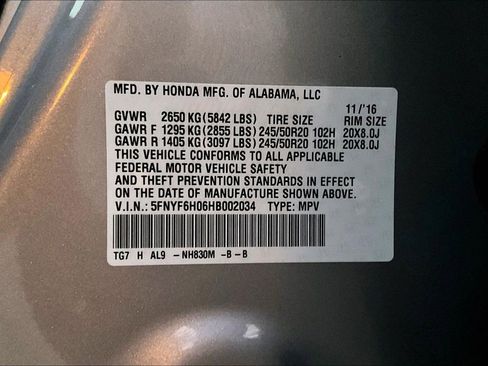 MFD. BY HONDA MFG. OF ALABAMA, LLC
11/'16
GVWR 2650 KG(5842 LBS) TIRE SIZE RIM SIZE
GAWR F 1295 KG(2855 LBS)245/50R20 102H 20X8.0J
GAWR R 1405 KG(3097 LBS)245/50R20 102H 20X8.0J
THIS VEHICLE CONFORMS TO ALL APPLICABLE
FEDERAL MOTOR VEHICLE SAFETY
AND THEFT PREVENTION STANDARDS IN EFFECT
ON THE DATE OF MANUFACTURE SHOWN ABOVE.
V.I.N.: 5FNYF6H06HB002034 TYPE: MPV
TG7 H AL9 -NH830M -B-B